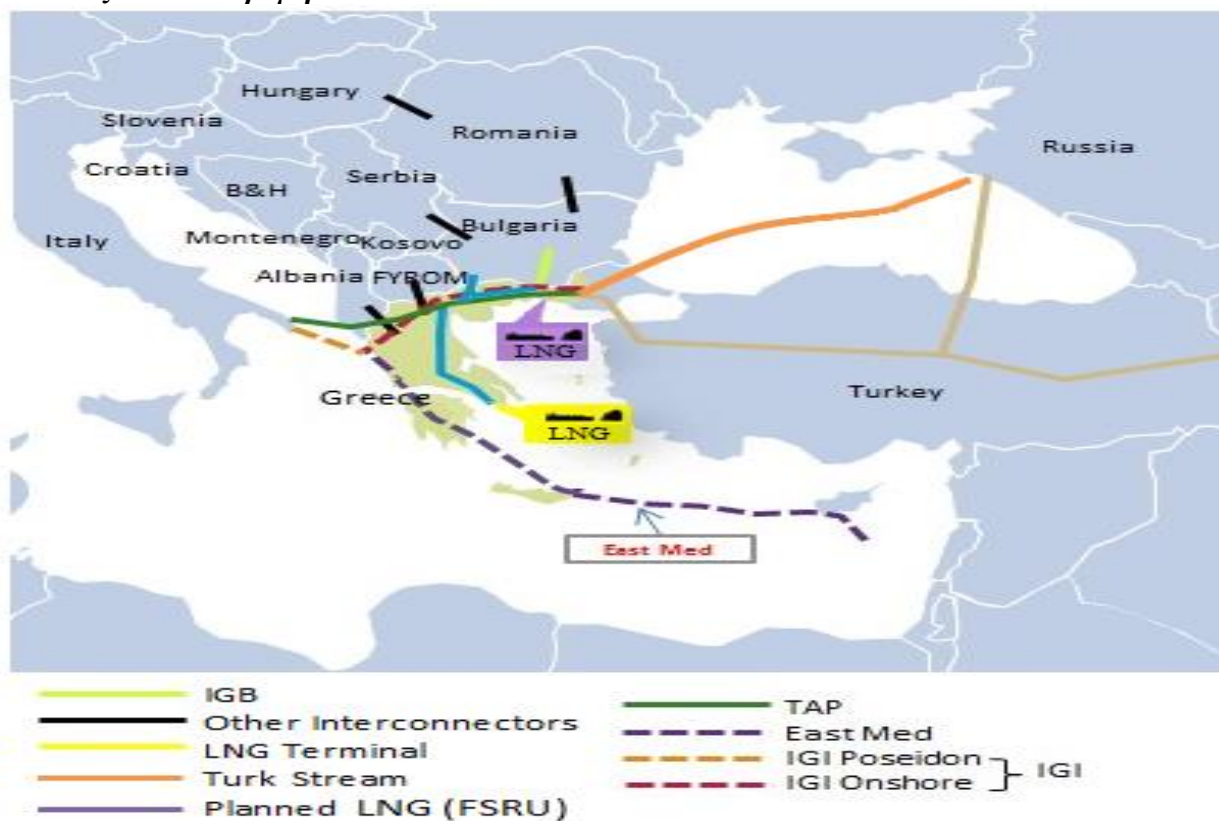 Hungary
Slovenia
Romania
Croatia
Russia
Serbia
B&H
Bulgaria
Italy
Montenegro
Kosovo
Albania
FYROM
LNG
Turkey
Greece
LNG
East Med
IGB
Other Interconnectors
LNG Terminal
Turk Stream
Planned LNG (FSRU)
TAP
East Med
IGI Poseidon
IGI Onshore
IGI